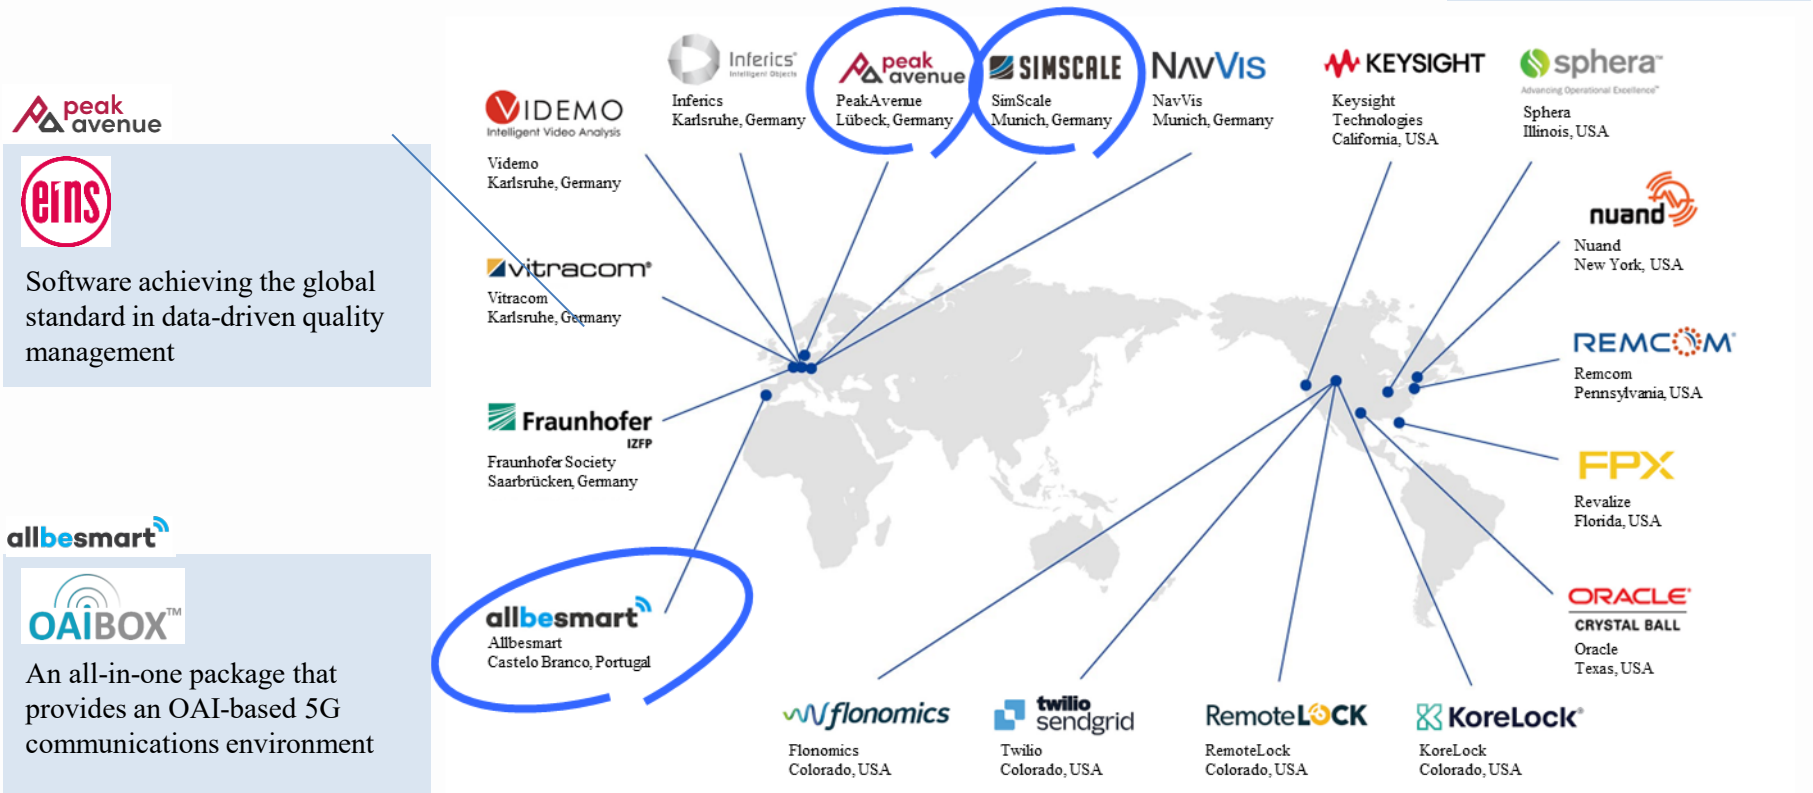 peak
avenue
eins
Software achieving the global
standard in data-driven quality
management
allbesmart
OAIBOX™
An all-in-one package that
provides an OAI-based 5G
communications environment
VIDEMO
Intelligent Video Analysis
Videmo
Karlsruhe, Germany
Inferics®
Intelligent Objects
Inferics
Karlsruhe, Germany
peak
avenue
PeakAvenue
Lübeck, Germany
SIMSCALE
SimScale
Munich, Germany
NavVis
NavVis
Munich, Germany
KEYSIGHT
Keysight
Technologies
California, USA
sphera™
Advancing Operational Excellence™
Sphera
Illinois, USA
nuand
Nuand
New York, USA
vitracom®
Vitracom
Karlsruhe, Germany
REMCOM®
Remcom
Pennsylvania, USA
Fraunhofer
IZFP
Fraunhofer Society
Saarbrücken, Germany
FPX
Revalize
Florida, USA
allbesmart
Allbesmart
Castelo Branco, Portugal
ORACLE®
CRYSTAL BALL
Oracle
Texas, USA
flonomics
Flonomics
Colorado, USA
twilio
sendgrid
Twilio
Colorado, USA
RemoteLOCK
RemoteLock
Colorado, USA
KoreLock®
KoreLock
Colorado, USA